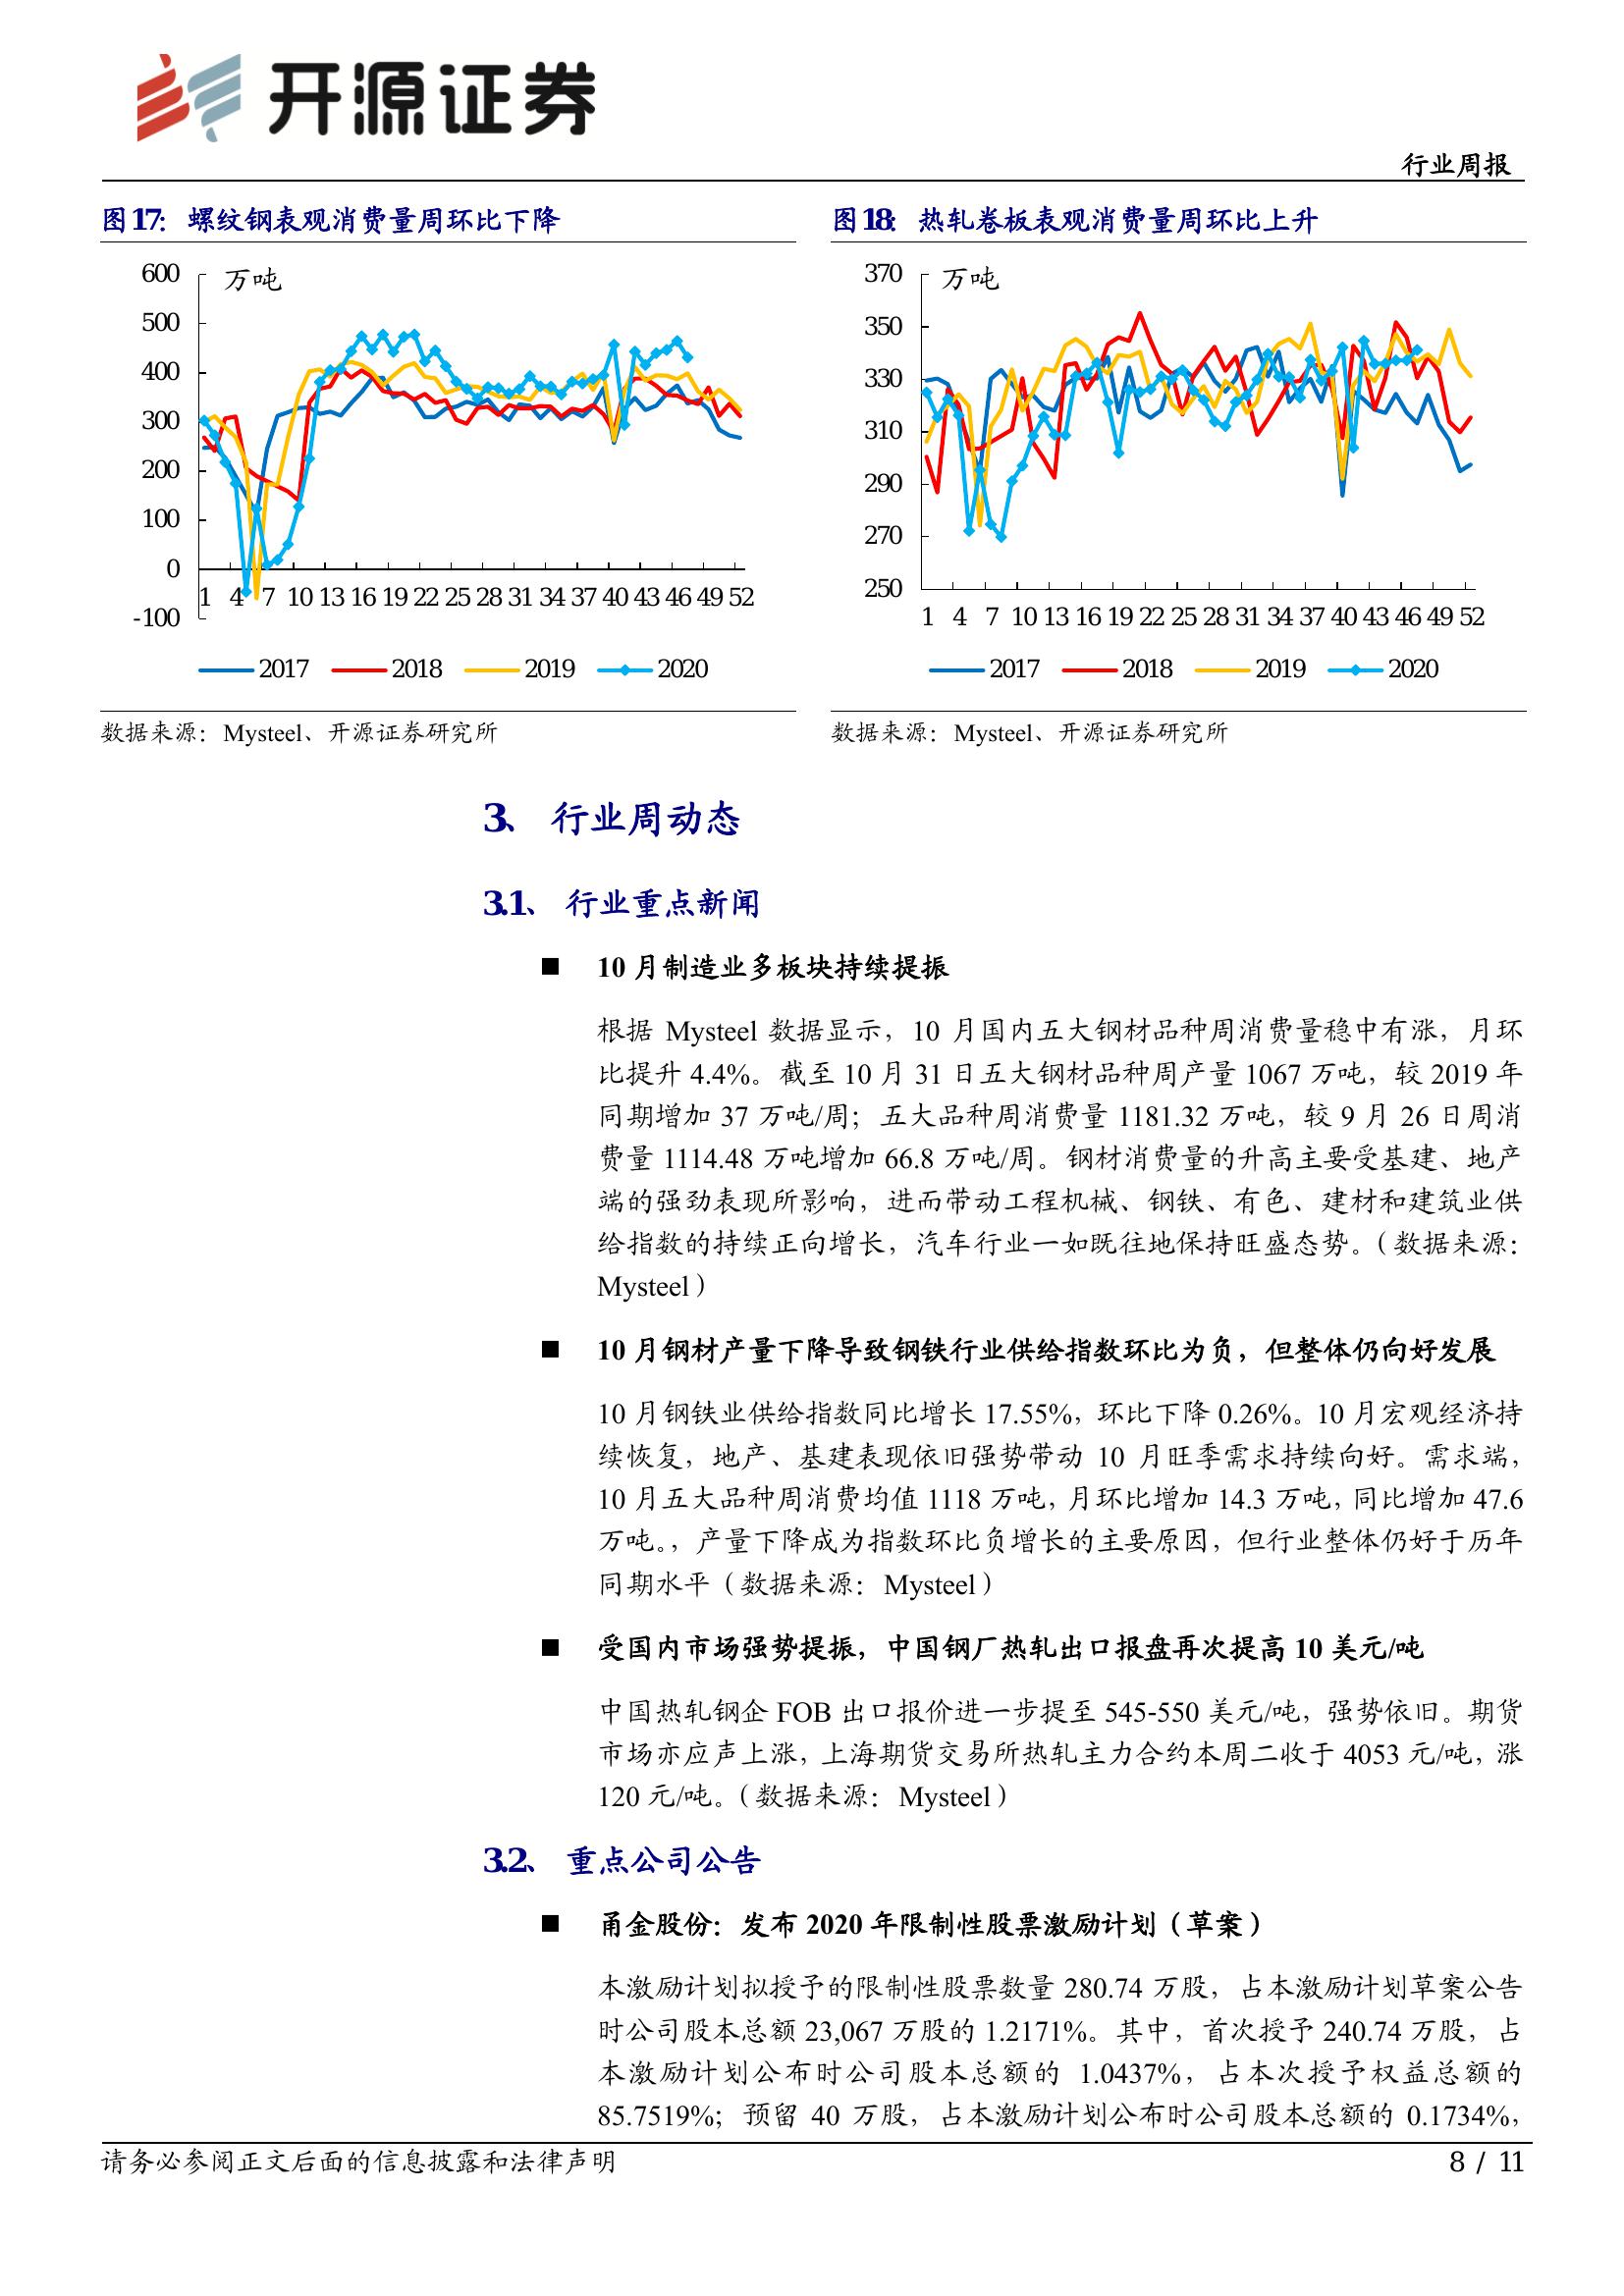 开源证券
行业周报
图17： 螺纹钢表观消费量周环比下降
600
500
400
300
200
100
0
-100
万吨
1 4 7 10 13 16 19 22 25 28 31 34 37 40 43 46 49 52
2017 2018 2019 2020
数据来源：Mysteel、开源证券研究所
图18： 热轧卷板表观消费量周环比上升
370
350
330
310
290
270
250
万吨
1 4 7 10 13 16 19 22 25 28 31 34 37 40 43 46 49 52
2017 2018 2019 2020
数据来源：Mysteel、开源证券研究所
3、 行业周动态
3.1、 行业重点新闻
■ 10 月制造业多板块持续提振
根据 Mysteel 数据显示，10 月国内五大钢材品种周消费量稳中有涨，月环
比提升 4.4%。截至 10 月 31 日五大钢材品种周产量 1067 万吨，较 2019 年
同期增加 37 万吨/周；五大品种周消费量 1181.32 万吨，较 9 月 26 日周消
费量 1114.48 万吨增加 66.8 万吨/周。钢材消费量的升高主要受基建、地产
端的强劲表现所影响，进而带动工程机械、钢铁、有色、建材和建筑业供
给指数的持续正向增长，汽车行业一如既往地保持旺盛态势。（数据来源：
Mysteel）
■ 10 月钢材产量下降导致钢铁行业供给指数环比为负，但整体仍向好发展
10 月钢铁业供给指数同比增长 17.55%，环比下降 0.26%。10 月宏观经济持
续恢复，地产、基建表现依旧强势带动 10 月旺季需求持续向好。需求端，
10 月五大品种周消费均值 1118 万吨，月环比增加 14.3 万吨，同比增加 47.6
万吨。，产量下降成为指数环比负增长的主要原因，但行业整体仍好于历年
同期水平（数据来源：Mysteel）
■ 受国内市场强势提振，中国钢厂热轧出口报盘再次提高 10 美元/吨
中国热轧钢企 FOB 出口报价进一步提至 545-550 美元/吨，强势依旧。期货
市场亦应声上涨，上海期货交易所热轧主力合约本周二收于 4053 元/吨，涨
120 元/吨。（数据来源：Mysteel）
3.2、 重点公司公告
■ 甬金股份：发布 2020 年限制性股票激励计划（草案）
本激励计划拟授予的限制性股票数量 280.74 万股，占本激励计划草案公告
时公司股本总额 23,067 万股的 1.2171%。其中，首次授予 240.74 万股，占
本激励计划公布时公司股本总额的 1.0437%，占本次授予权益总额的
85.7519%；预留 40 万股，占本激励计划公布时公司股本总额的 0.1734%，
请务必参阅正文后面的信息披露和法律声明
8 / 11